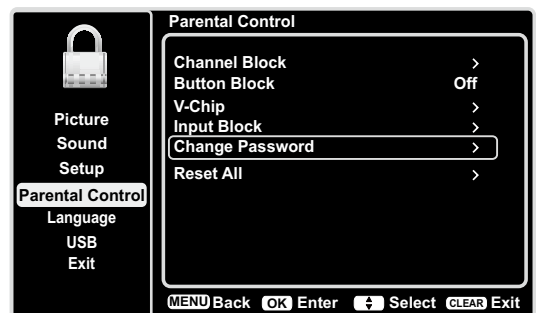 Parental Control
Channel Block >
Button Block Off
V-Chip >
Input Block >
Change Password >
Reset All >
Picture
Sound
Setup
Parental Control
Language
USB
Exit
MENU Back OK Enter Select CLEAR Exit